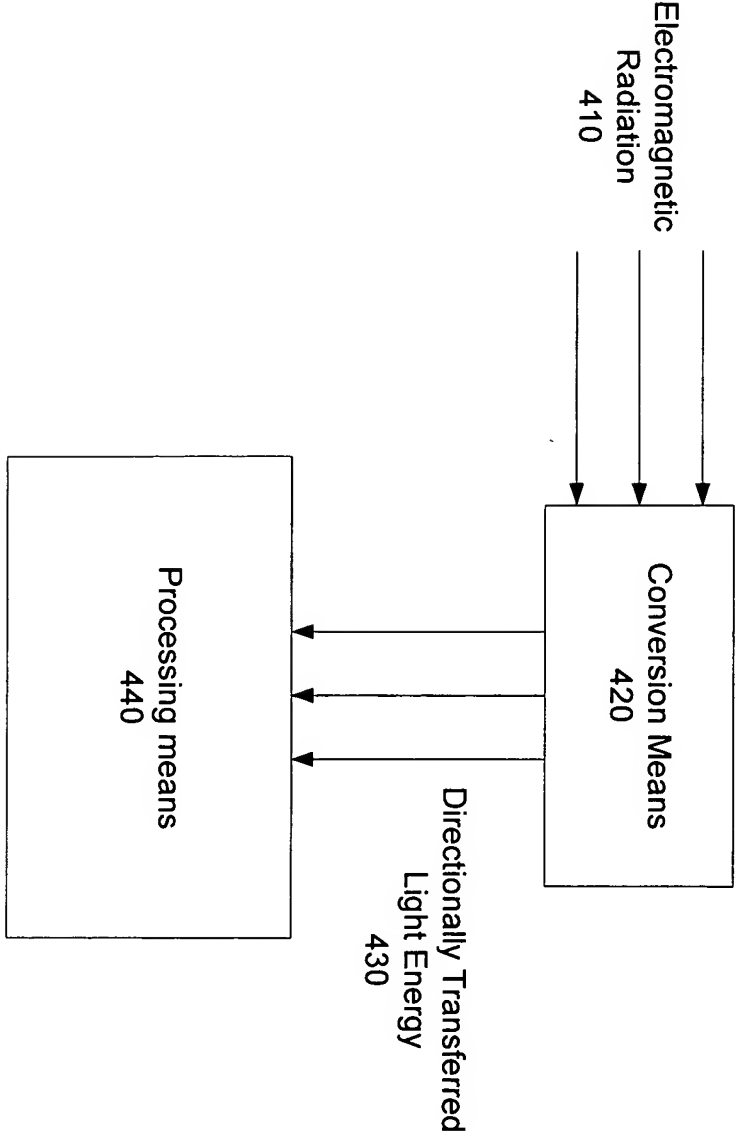 Electromagnetic
Radiation
410
Conversion Means
420
Directionally Transferred
Light Energy
430
Processing means
440